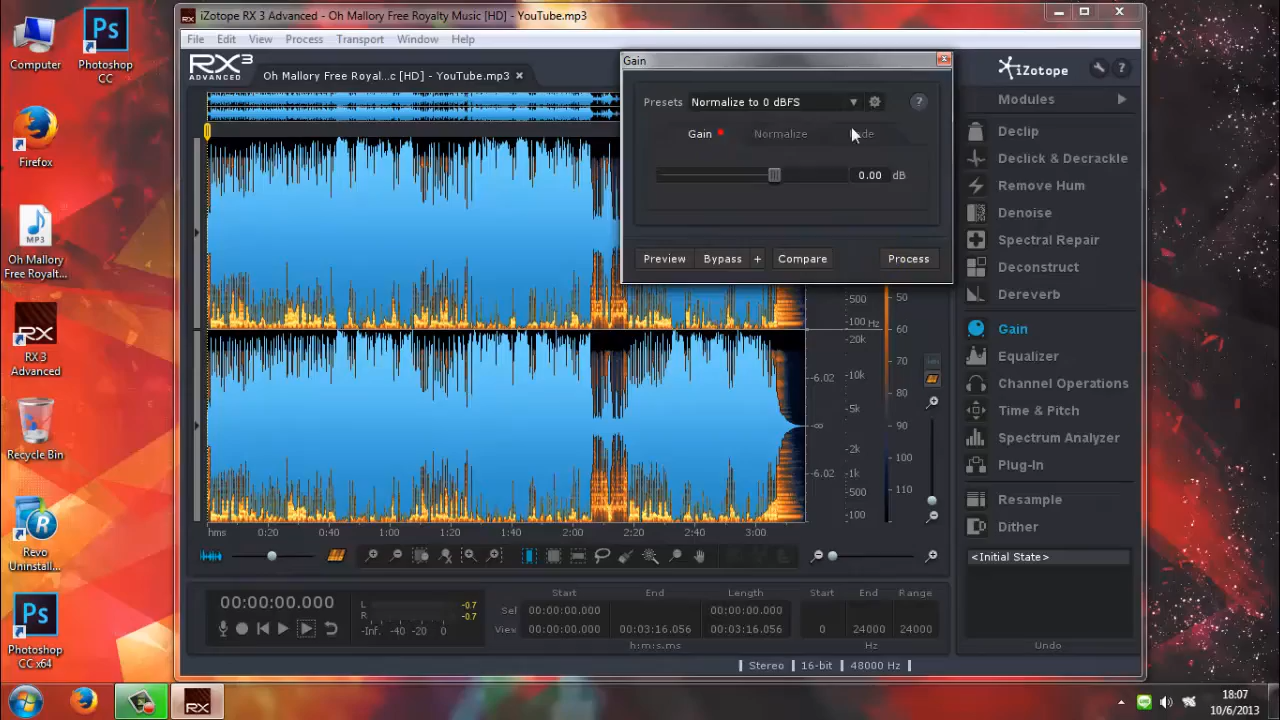 Computer
Photoshop CC
Firefox
MP3
Oh Mallory Free Royalt...
RX
RX 3 Advanced
Recycle Bin
Revo Uninstall...
Ps
Photoshop CC x64
iZotope RX 3 Advanced - Oh Mallory Free Royalty Music [HD] - YouTube.mp3
File Edit View Process Transport Window Help
RX3 ADVANCED
Oh Mallory Free Royal...c [HD] - YouTube.mp3
iZotope
Gain
Presets Normalize to 0 dBFS
Gain Normalize
0.00 dB
Preview Bypass + Compare Process
Modules
Declip
Declick & Decrackle
Remove Hum
Denoise
Spectral Repair
Deconstruct
Dereverb
Gain
Equalizer
Channel Operations
Time & Pitch
Spectrum Analyzer
Plug-In
Resample
Dither
<Initial State>
Undo
-500 50
-100 Hz 60
-20k
70
-6.02 -10k 80
-5k
-∞ 90
-2k
-6.02 -1k 100
-500 110
-100
hms 0:20 0:40 1:00 1:20 1:40 2:00 2:20 2:40 3:00
00:00:00.000
L -0.7
R -0.7
-Inf. -40 -20 0
Start End Length Start End Range
Sel 00:00:00.000 00:00:00.000
View 00:00:00.000 00:03:16.056 00:03:16.056 0 24000 24000
h:m:s.ms Hz
Stereo 16-bit 48000 Hz
18:07
10/6/2013